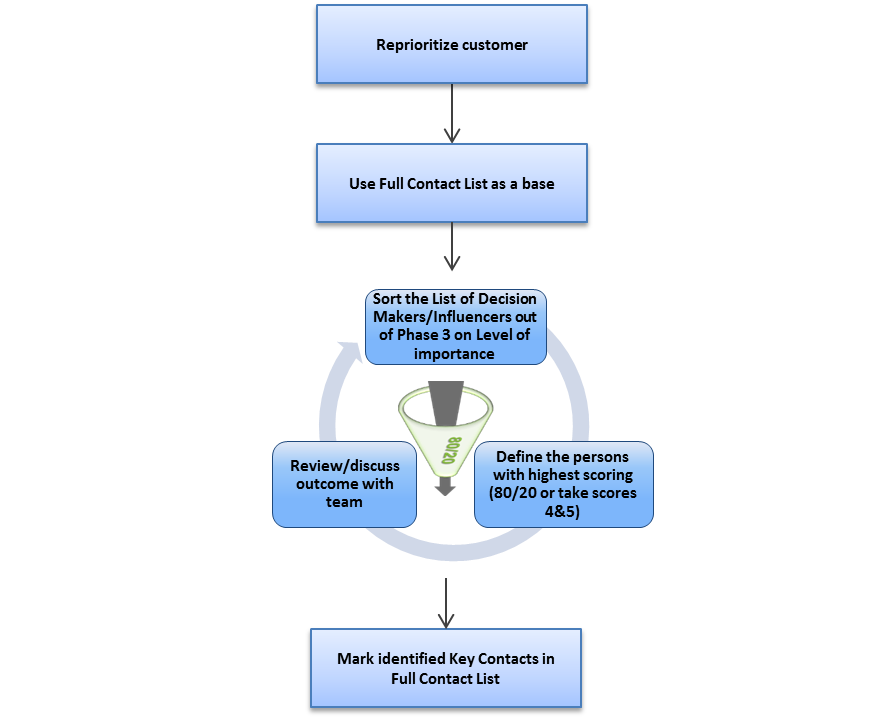 Reprioritize customer
Use Full Contact List as a base
Sort the List of Decision
Makers/Influencers out
of Phase 3 on Level of
importance
80/20
Review/discuss
outcome with
team
Define the persons
with highest scoring
(80/20 or take scores
4&5)
Mark identified Key Contacts in
Full Contact List